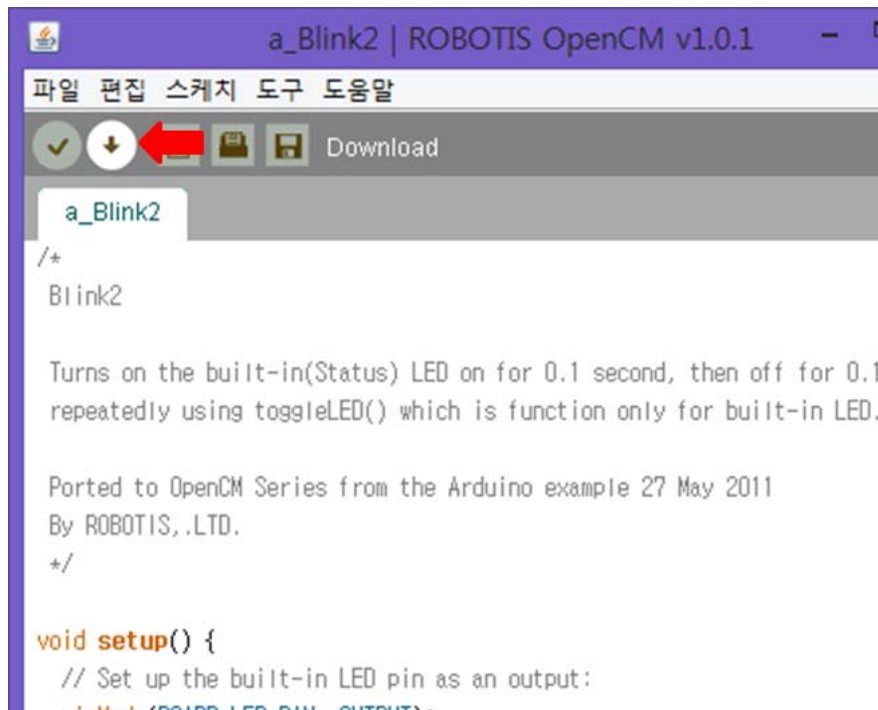 a_Blink2 | ROBOTIS OpenCM v1.0.1
파일 편집 스케치 도구 도움말
Download
a_Blink2
/*
Blink2
Turns on the built-in(Status) LED on for 0.1 second, then off for 0.1
repeatedly using toggleLED() which is function only for built-in LED.
Ported to OpenCM Series from the Arduino example 27 May 2011
By ROBOTIS,.LTD.
*/
void setup() {
// Set up the built-in LED pin as an output: